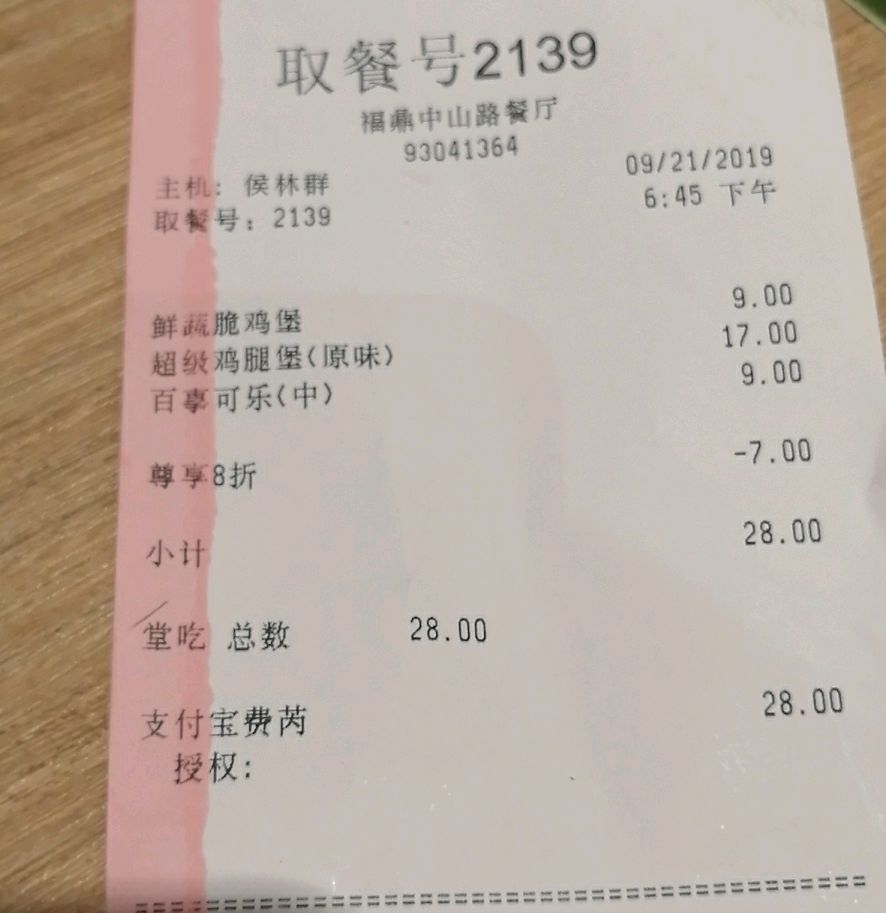 取餐号2139
福鼎中山路餐厅
93041364
主机: 侯林群 09/21/2019
取餐号: 2139 6:45 下午
鲜蔬脆鸡堡 9.00
超级鸡腿堡(原味) 17.00
百事可乐(中) 9.00
尊享8折 -7.00
小计 28.00
堂吃 总数 28.00
支付宝费芮 28.00
授权: